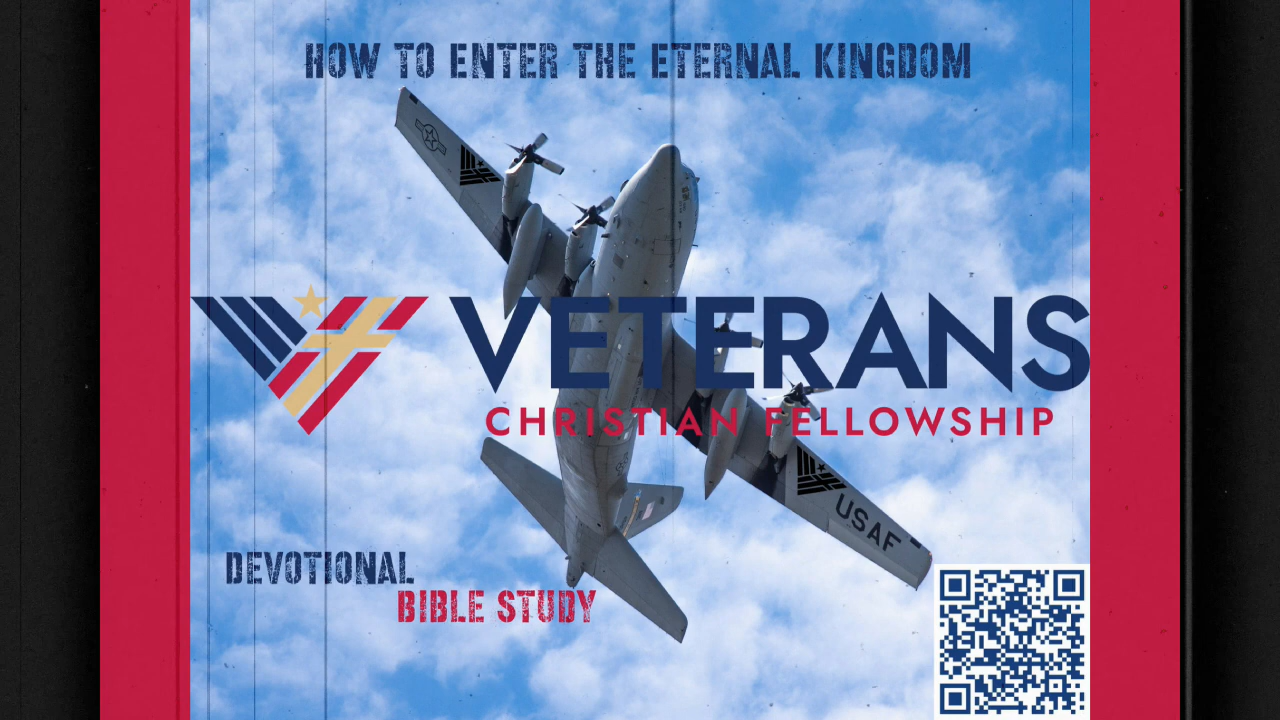 HOW TO ENTER THE ETERNAL KINGDOM
VETERANS
CHRISTIAN FELLOWSHIP
USAF
DEVOTIONAL
BIBLE STUDY